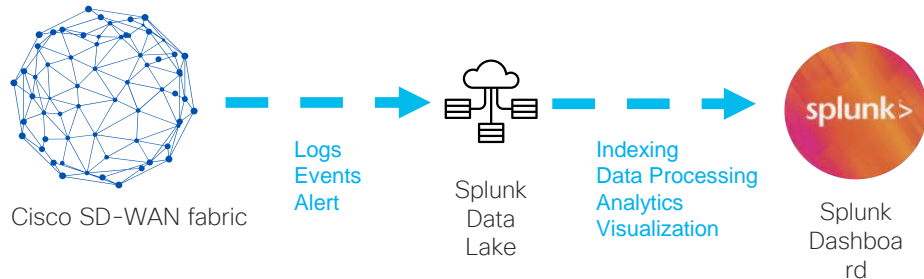 Cisco SD-WAN fabric
Logs
Events
Alert
Splunk
Data
Lake
Indexing
Data Processing
Analytics
Visualization
splunk>
Splunk
Dashboa
rd